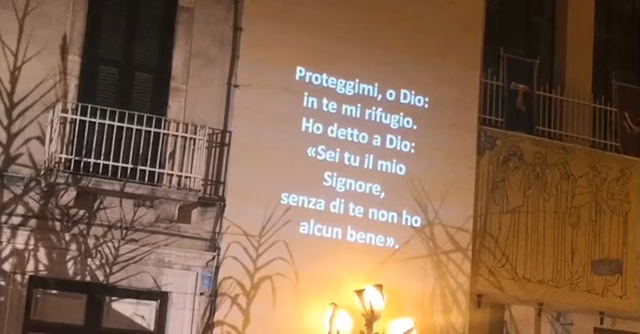 Proteggimi, o Dio:
in te mi rifugio.
Ho detto a Dio:
«Sei tu il mio
Signore,
senza di te non ho
alcun bene».